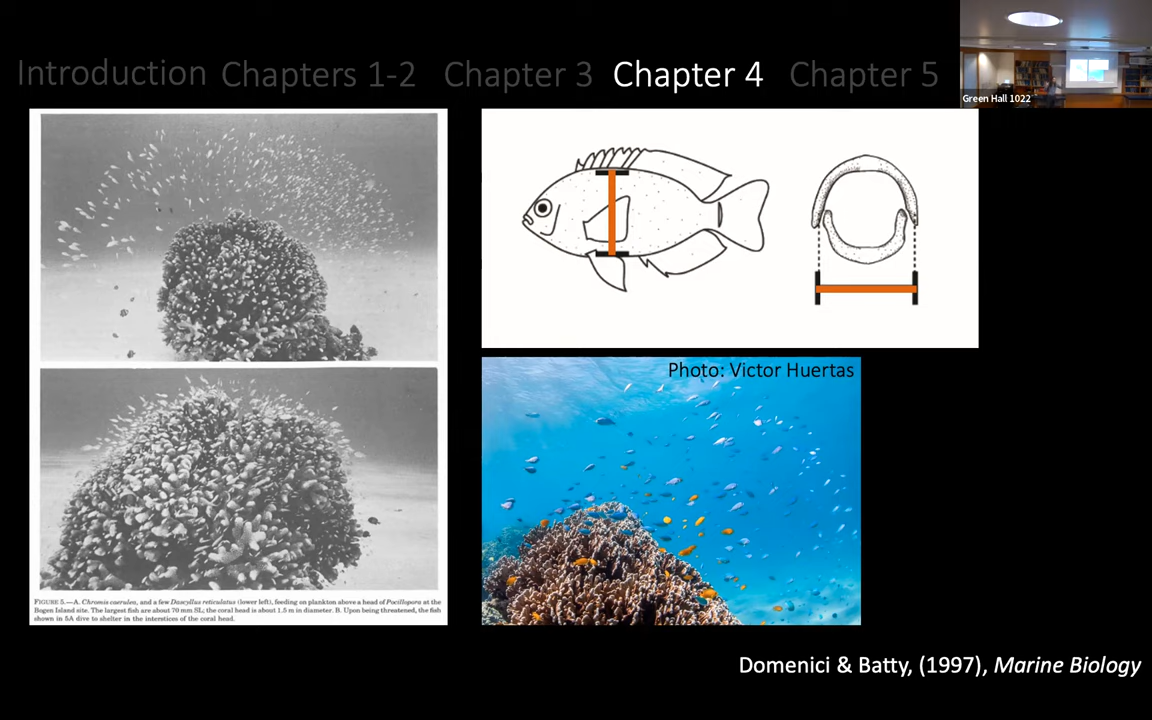 Introduction Chapters 1-2 Chapter 3 Chapter 4 Chapter 5
Green Hall 1022
Photo: Victor Huertas
FIGURE 5.—A. Chromis caerulea, and a few Dascyllus reticulatus (lower left), feeding on plankton above a head of Pocillopora at the
Bogen Island site. The largest fish are about 70 mm SL; the coral head is about 1.5 m in diameter. B. Upon being threatened, the fish
shown in 5A dive to shelter in the interstices of the coral head.
Domenici & Batty, (1997), Marine Biology